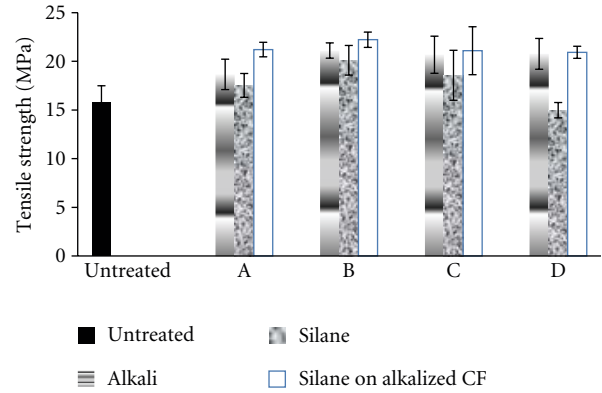 25
20
15
10
5
0
Tensile strength (MPa)
Untreated A B C D
Untreated Silane
Alkali Silane on alkalized CF